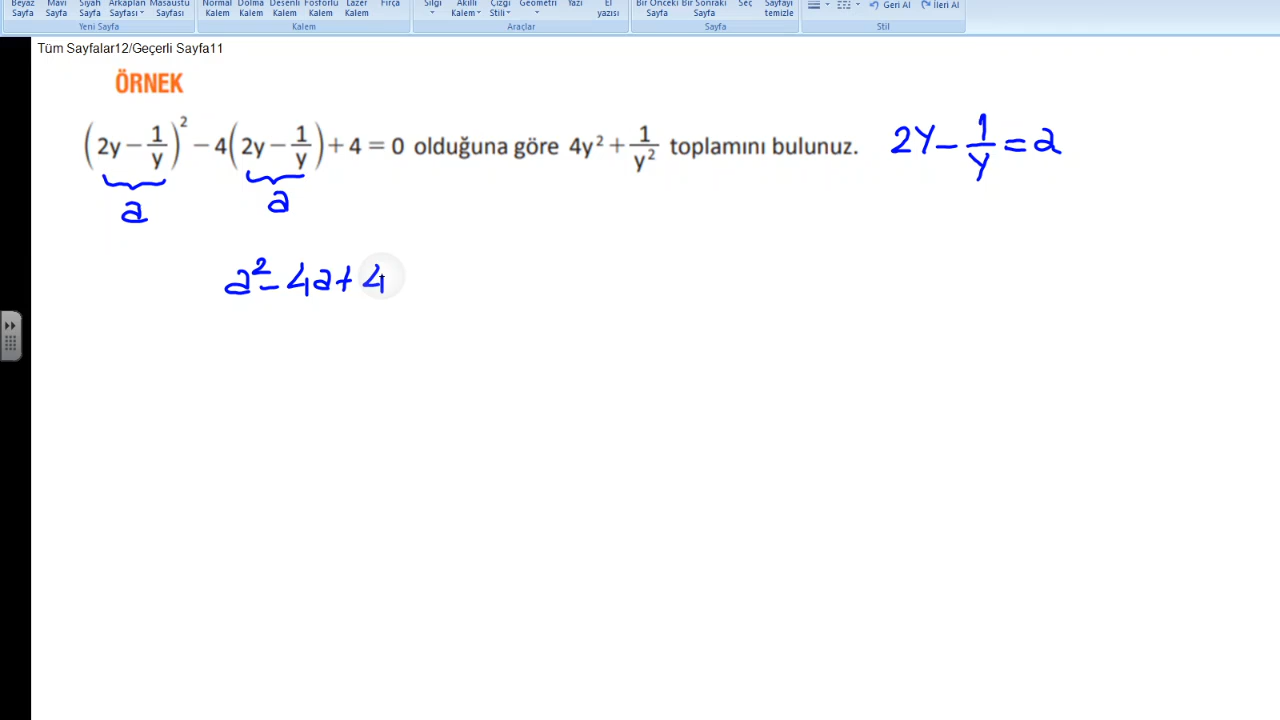 Beyaz Sayfa Mavi Sayfa Siyah Sayfa Arkaplan Sayfası Masaüstü Sayfası Normal Kalem Dolma Kalem Desenli Kalem Fosforlu Kalem Lazer Kalem Fırça Silgi Akıllı Kalem Çizgi Stili Geometri Yazı El yazısı Bir Önceki Sayfa Bir Sonraki Sayfa Seç Sayfayı temizle Geri Al İleri Al
Yeni Sayfa Kalem Araçlar Sayfa Stil
Tüm Sayfalar12/Geçerli Sayfa11
ÖRNEK
(2y − 1/y)² − 4(2y − 1/y) + 4 = 0 olduğuna göre 4y² + 1/y² toplamını bulunuz. 2y − 1/y = a
a a
a² − 4a + 4